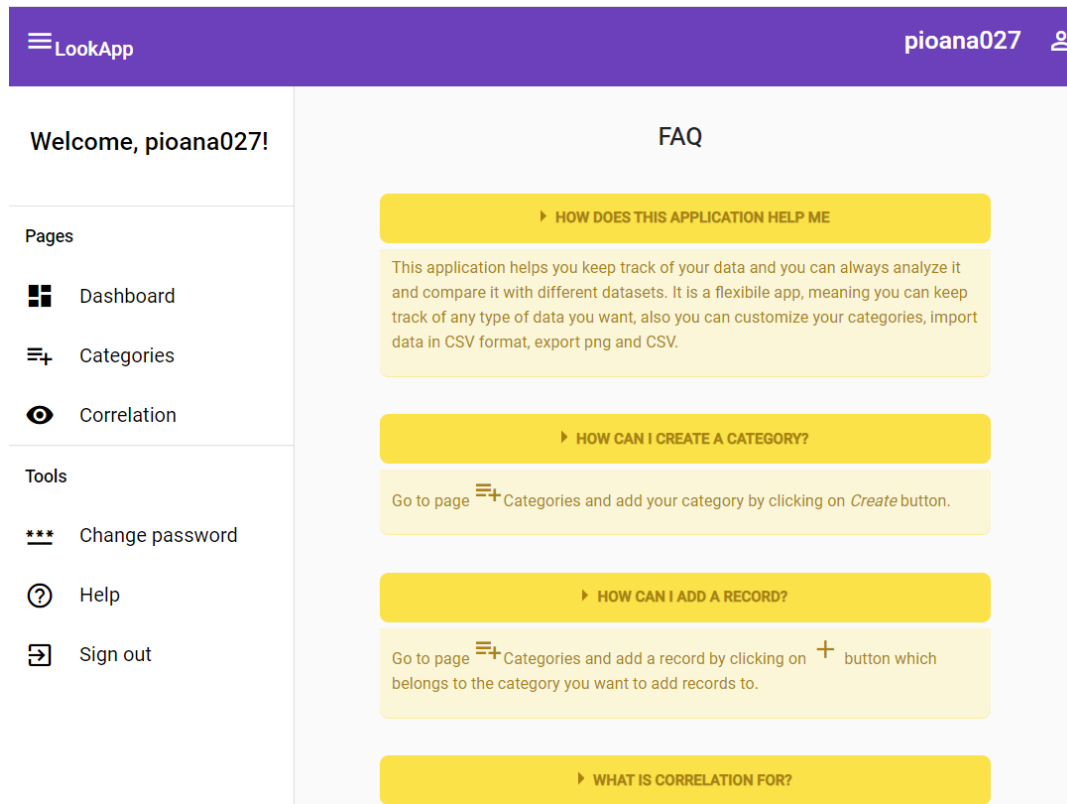 LookApp
pioana027
Welcome, pioana027!
Pages
Dashboard
Categories
Correlation
Tools
Change password
Help
Sign out
FAQ
HOW DOES THIS APPLICATION HELP ME
This application helps you keep track of your data and you can always analyze it
and compare it with different datasets. It is a flexibile app, meaning you can keep
track of any type of data you want, also you can customize your categories, import
data in CSV format, export png and CSV.
HOW CAN I CREATE A CATEGORY?
Go to page Categories and add your category by clicking on Create button.
HOW CAN I ADD A RECORD?
Go to page Categories and add a record by clicking on + button which
belongs to the category you want to add records to.
WHAT IS CORRELATION FOR?